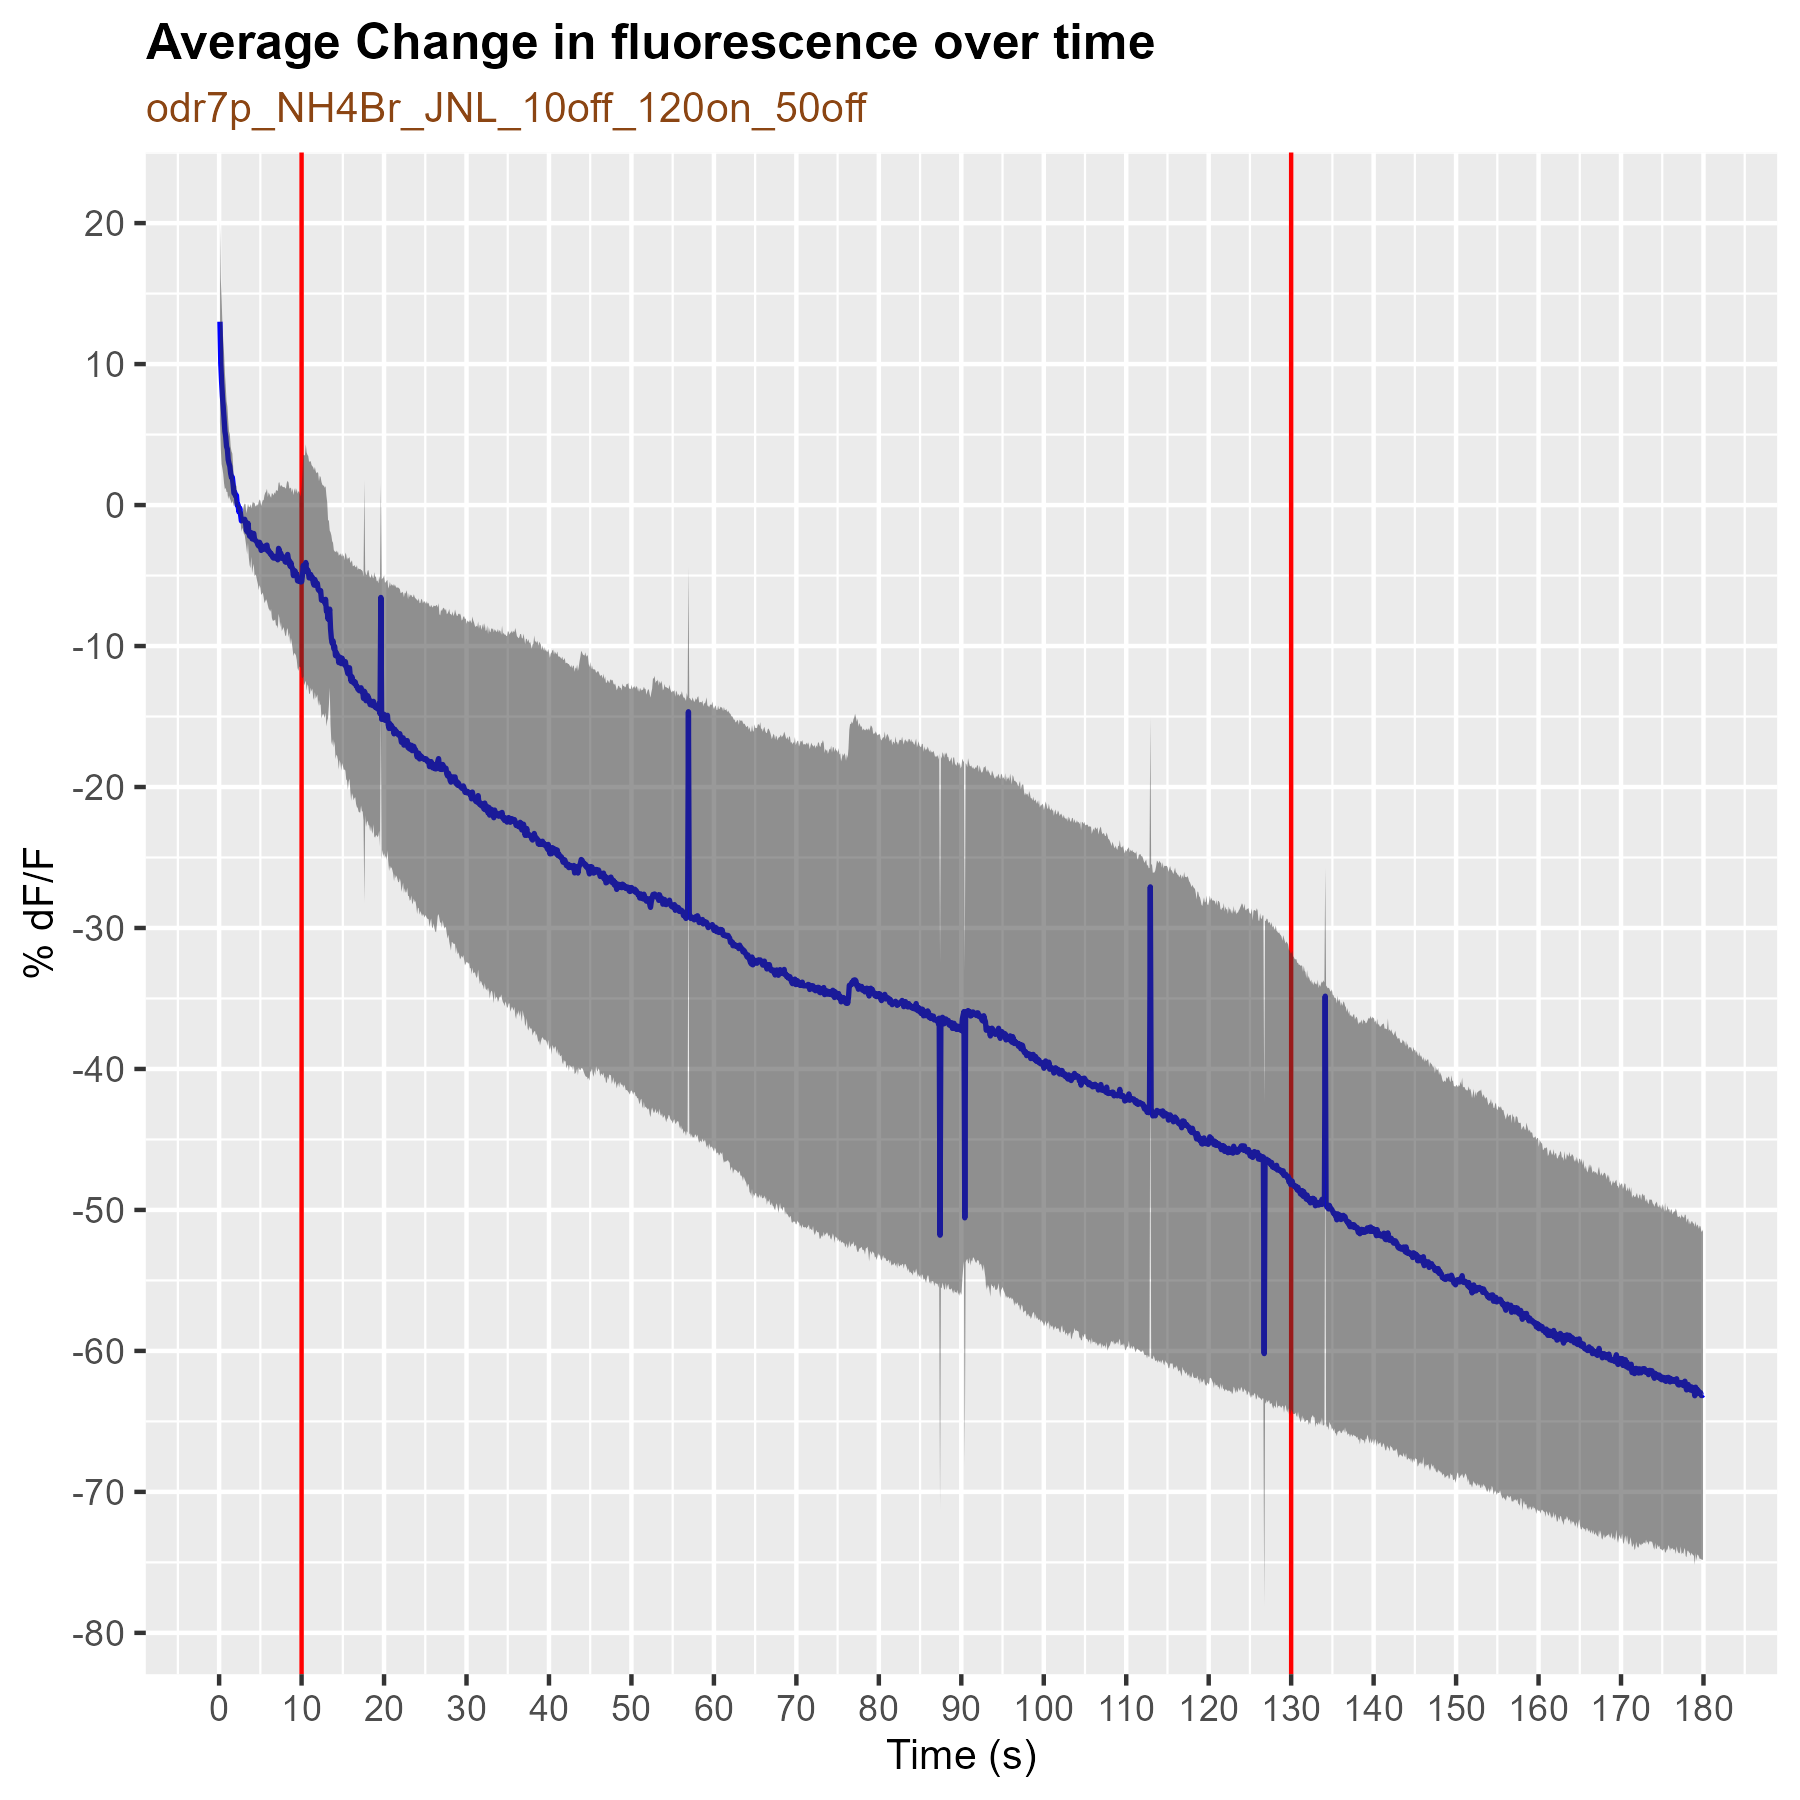 Average Change in fluorescence over time
odr7p_NH4Br_JNL_10off_120on_50off
20
10
0
-10
-20
-30
-40
-50
-60
-70
-80
% dF/F
0 10 20 30 40 50 60 70 80 90 100 110 120 130 140 150 160 170 180
Time (s)